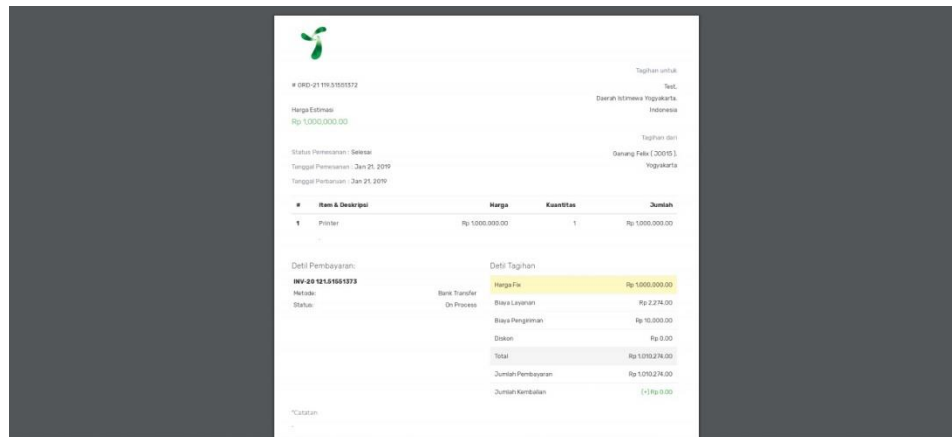 Tagihan untuk
# ORD-21119.51551372
Test,
Daerah Istimewa Yogyakarta,
Indonesia
Harga Estimasi
Rp 1,000,000.00
Tagihan dari
Status Pemesanan : Selesai
Ganang Felix ( J0015 ),
Yogyakarta
Tanggal Pemesanan : Jan 21, 2019
Tanggal Perbaruan : Jan 21, 2019
# Item & Deskripsi Harga Kuantitas Jumlah
1 Printer Rp 1,000,000.00 1 Rp 1,000,000.00
-
Detil Pembayaran:
INV-20121.51551373
Metode: Bank Transfer
Status: On Process
Detil Tagihan
Harga Fix Rp 1,000,000.00
Biaya Layanan Rp 2,274.00
Biaya Pengiriman Rp 10,000.00
Diskon Rp 0.00
Total Rp 1,010,274.00
Jumlah Pembayaran Rp 1,010,274.00
Jumlah Kembalian (+) Rp 0.00
*Catatan
-